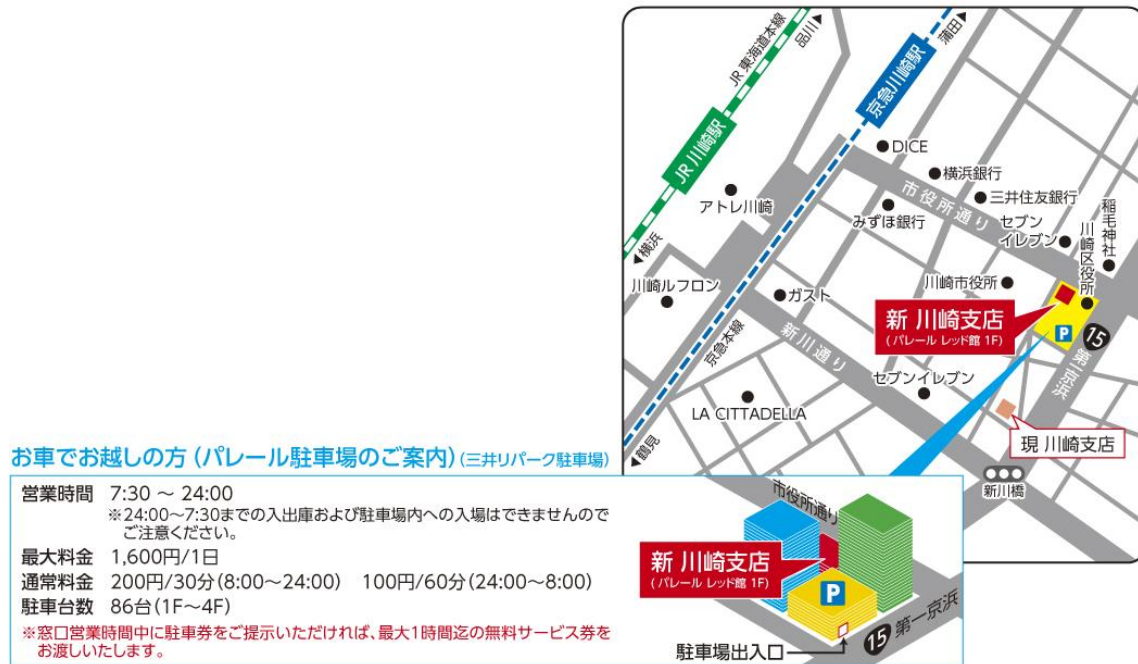 JR 東海道本線
品川
京急川崎駅
蒲田
JR 川崎駅
DICE
横浜銀行
アトレ川崎
市役所通り
三井住友銀行
みずほ銀行
セブン
イレブン
稲毛神社
川崎区役所
横浜
川崎ルフロン
ガスト
川崎市役所
新 川崎支店
(パレール レッド館 1F)
P
15
京急本線
新川通り
第一京浜
セブンイレブン
LA CITTADELLA
鶴見
現 川崎支店
新川橋
お車でお越しの方 (パレール駐車場のご案内) (三井リパーク駐車場)
営業時間 7:30 ～ 24:00
※24:00～7:30までの入出庫および駐車場内への入場はできませんので
ご注意ください。
最大料金 1,600円/1日
通常料金 200円/30分(8:00～24:00) 100円/60分(24:00～8:00)
駐車台数 86台(1F～4F)
※窓口営業時間中に駐車券をご提示いただければ、最大1時間迄の無料サービス券を
お渡しいたします。
市役所通り
新 川崎支店
(パレール レッド館 1F)
P
15 第一京浜
駐車場出入口